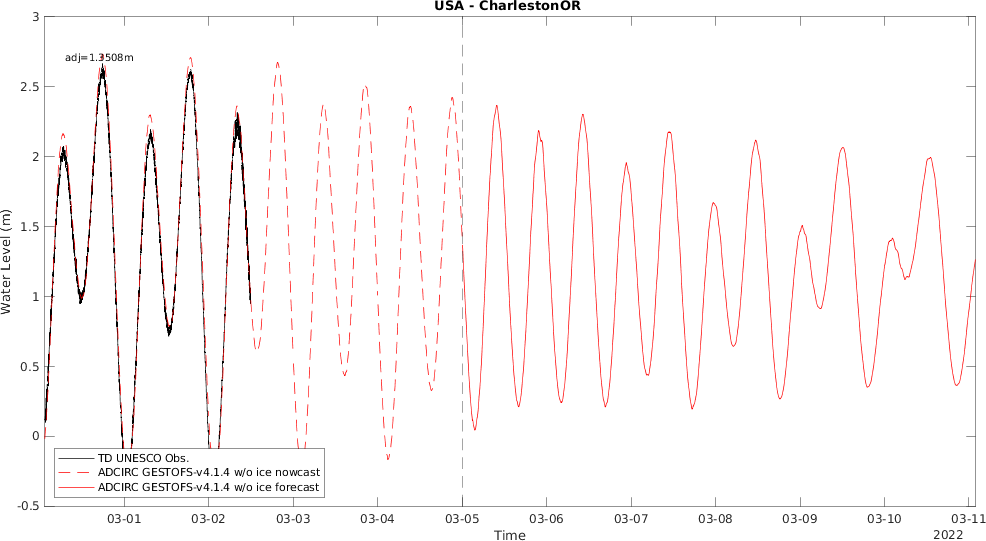 USA - CharlestonOR
adj=1.3508m
3
2.5
2
1.5
1
0.5
0
-0.5
Water Level (m)
TD UNESCO Obs.
ADCIRC GESTOFS-v4.1.4 w/o ice nowcast
ADCIRC GESTOFS-v4.1.4 w/o ice forecast
03-01 03-02 03-03 03-04 03-05 03-06 03-07 03-08 03-09 03-10 03-11
Time
2022